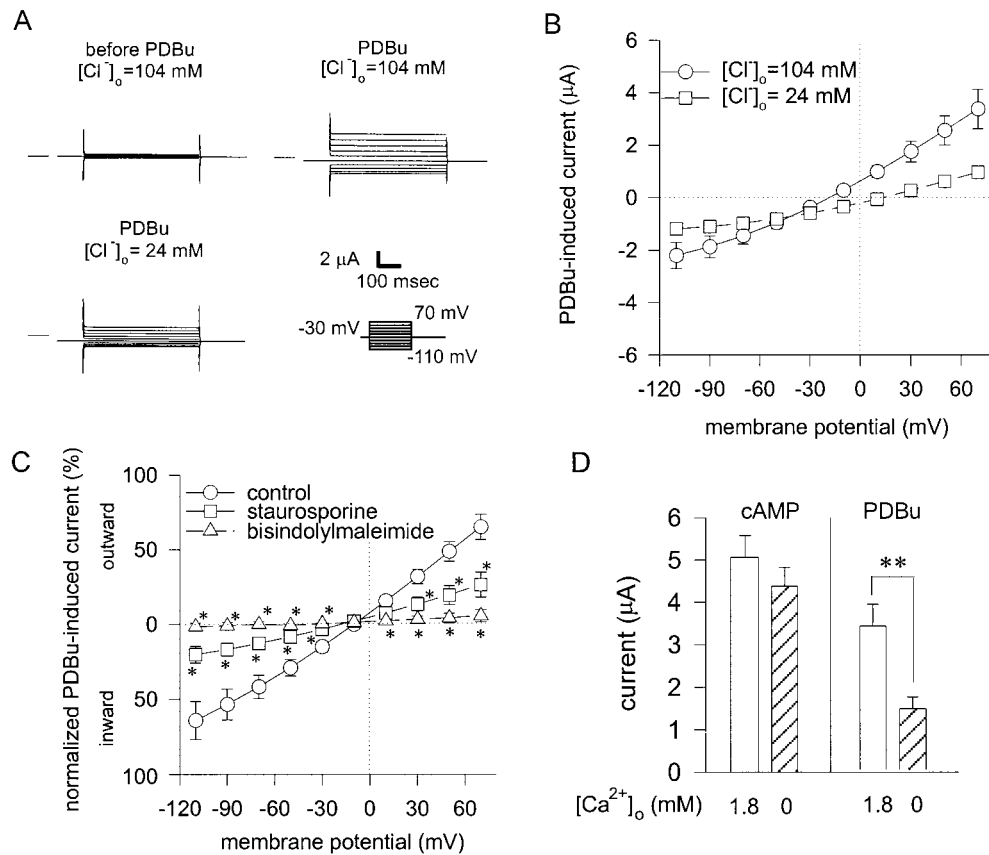 A
before PDBu
[Cl⁻]o=104 mM
PDBu
[Cl⁻]o=104 mM
PDBu
[Cl⁻]o= 24 mM
2 µA
100 msec
-30 mV
70 mV
-110 mV
B
PDBu-induced current (µA)
6
4
2
0
-2
-4
-6
[Cl⁻]o=104 mM
[Cl⁻]o= 24 mM
-120 -90 -60 -30 0 30 60
membrane potential (mV)
C
normalized PDBu-induced current (%)
outward
inward
100
50
0
50
100
control
staurosporine
bisindolylmaleimide
* * * * *
* * * * *
* * * *
* * * *
-120 -90 -60 -30 0 30 60
membrane potential (mV)
D
cAMP
PDBu
**
current (µA)
6
5
4
3
2
1
0
[Ca²⁺]o (mM) 1.8 0 1.8 0